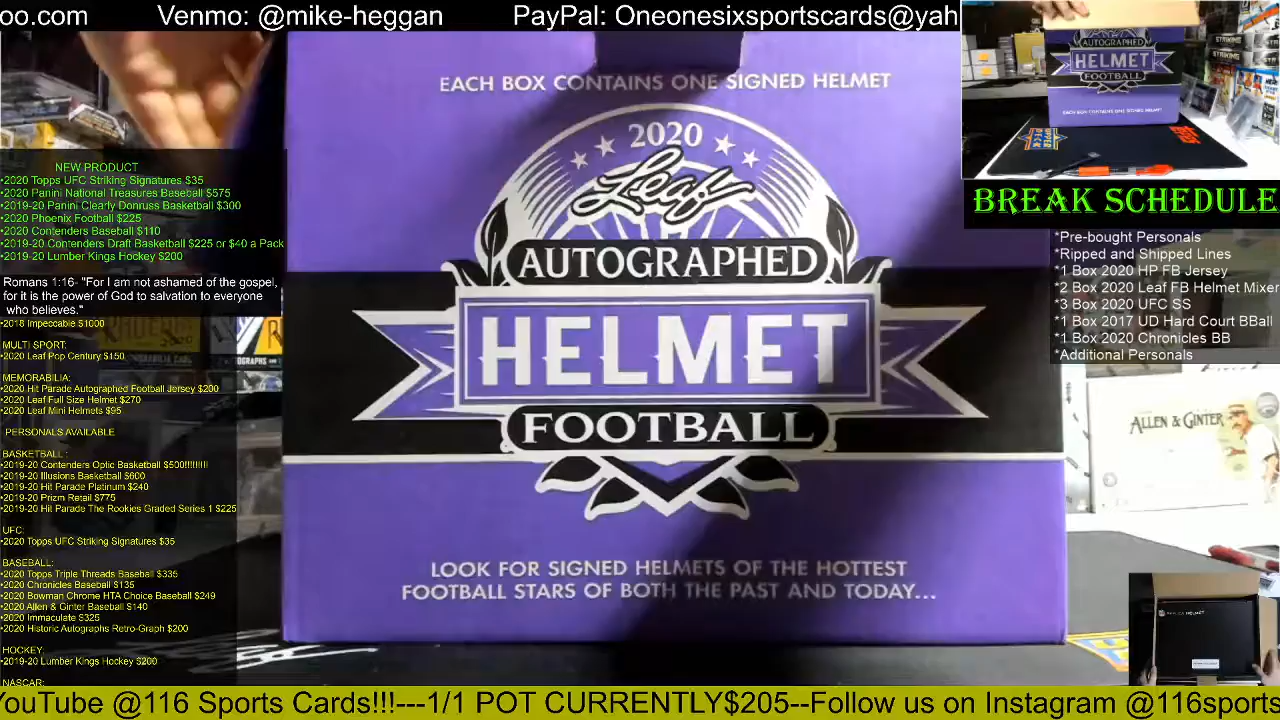 oo.com Venmo: @mike-heggan PayPal: Oneonesixsportscards@yah
EACH BOX CONTAINS ONE SIGNED HELMET
2020
Leaf
AUTOGRAPHED
HELMET
FOOTBALL
LOOK FOR SIGNED HELMETS OF THE HOTTEST
FOOTBALL STARS OF BOTH THE PAST AND TODAY...
NEW PRODUCT
•2020 Topps UFC Striking Signatures $35
•2020 Panini National Treasures Baseball $575
•2019-20 Panini Clearly Donruss Basketball $300
•2020 Phoenix Football $225
•2020 Contenders Baseball $110
•2019-20 Contenders Draft Basketball $225 or $40 a Pack
•2019-20 Lumber Kings Hockey $200
Romans 1:16- "For I am not ashamed of the gospel,
for it is the power of God to salvation to everyone
who believes."
•2018 Impeccable $1000
MULTI SPORT:
•2020 Leaf Pop Century $150
MEMORABILIA:
•2020 Hit Parade Autographed Football Jersey $200
•2020 Leaf Full Size Helmet $270
•2020 Leaf Mini Helmets $95
PERSONALS AVAILABLE
BASKETBALL :
•2019-20 Contenders Optic Basketball $500!!!!!!!!!
•2019-20 Illusions Basketball $600
•2019-20 Hit Parade Platinum $240
•2019-20 Prizm Retail $775
•2019-20 Hit Parade The Rookies Graded Series 1 $225
UFC:
•2020 Topps UFC Striking Signatures $35
BASEBALL:
•2020 Topps Triple Threads Baseball $335
•2020 Chronicles Baseball $135
•2020 Bowman Chrome HTA Choice Baseball $249
•2020 Allen & Ginter Baseball $140
•2020 Immaculate $325
•2020 Historic Autographs Retro-Graph $200
HOCKEY:
•2019-20 Lumber Kings Hockey $200
NASCAR:
AUTOGRAPHED
HELMET
FOOTBALL
EACH BOX CONTAINS ONE SIGNED HELMET
UPPER DECK
STRIKING
BREAK SCHEDULE
*Pre-bought Personals
*Ripped and Shipped Lines
*1 Box 2020 HP FB Jersey
*2 Box 2020 Leaf FB Helmet Mixer
*3 Box 2020 UFC SS
*1 Box 2017 UD Hard Court BBall
*1 Box 2020 Chronicles BB
*Additional Personals
ALLEN & GINTER
HELMET
YouTube @116 Sports Cards!!!---1/1 POT CURRENTLY$205--Follow us on Instagram @116sports